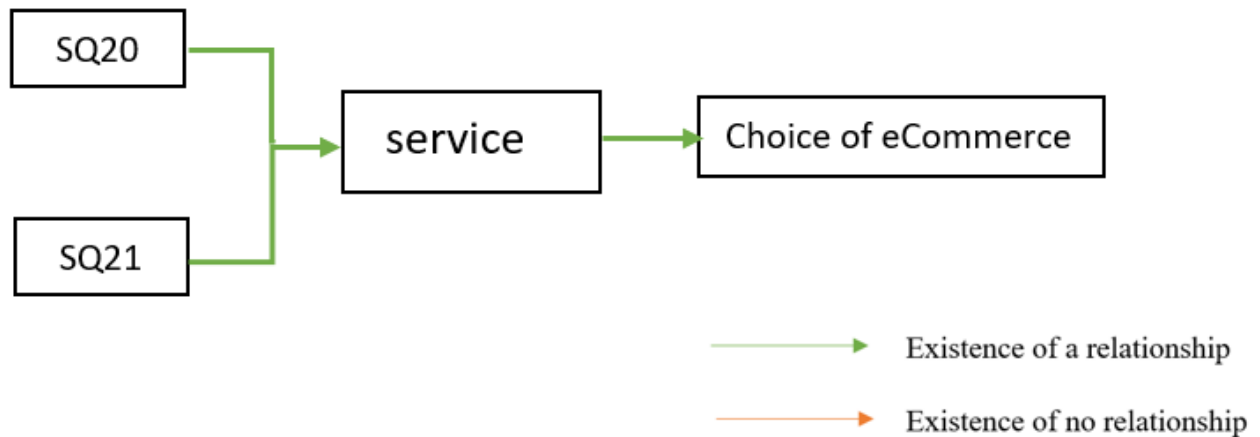 SQ20
service
Choice of eCommerce
SQ21
Existence of a relationship
Existence of no relationship